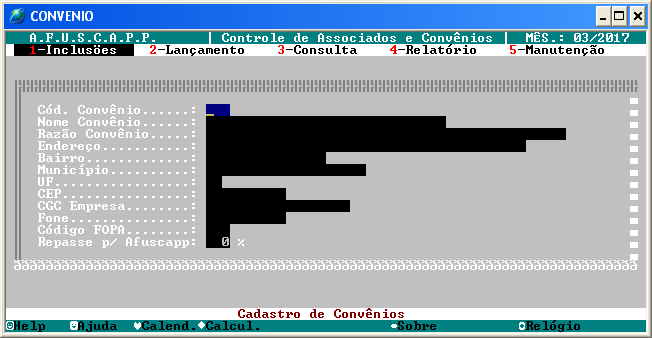 CONVENIO
A.F.U.S.C.A.P.P. | Controle de Associados e Convênios | MÊS.: 03/2017
1-Inclusões 2-Lançamento 3-Consulta 4-Relatório 5-Manutenção
Cód. Convênio......:
Nome Convênio......:
Razão Convênio.....:
Endereço...........:
Bairro.............:
Município..........:
UF.................:
CEP................:
CGC Empresa........:
Fone...............:
Código FOPA........:
Repasse p/ Afuscapp: 0 %
Cadastro de Convênios
Help Ajuda Calend. Calcul. Sobre Relógio